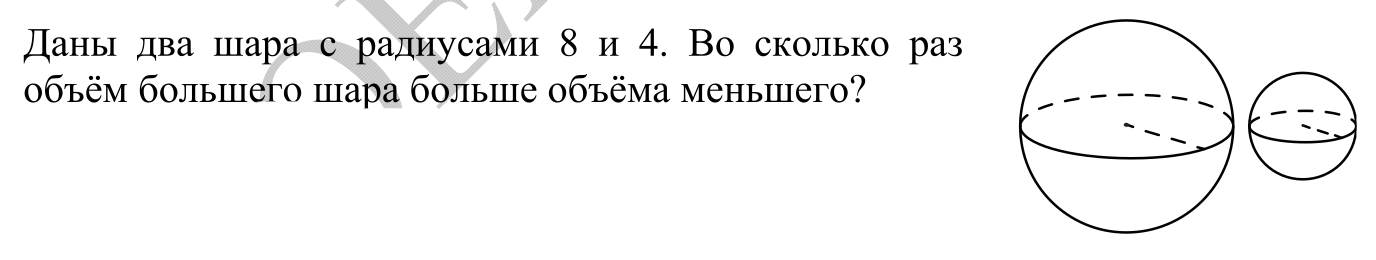 Даны два шара с радиусами 8 и 4. Во сколько раз
объём большего шара больше объёма меньшего?